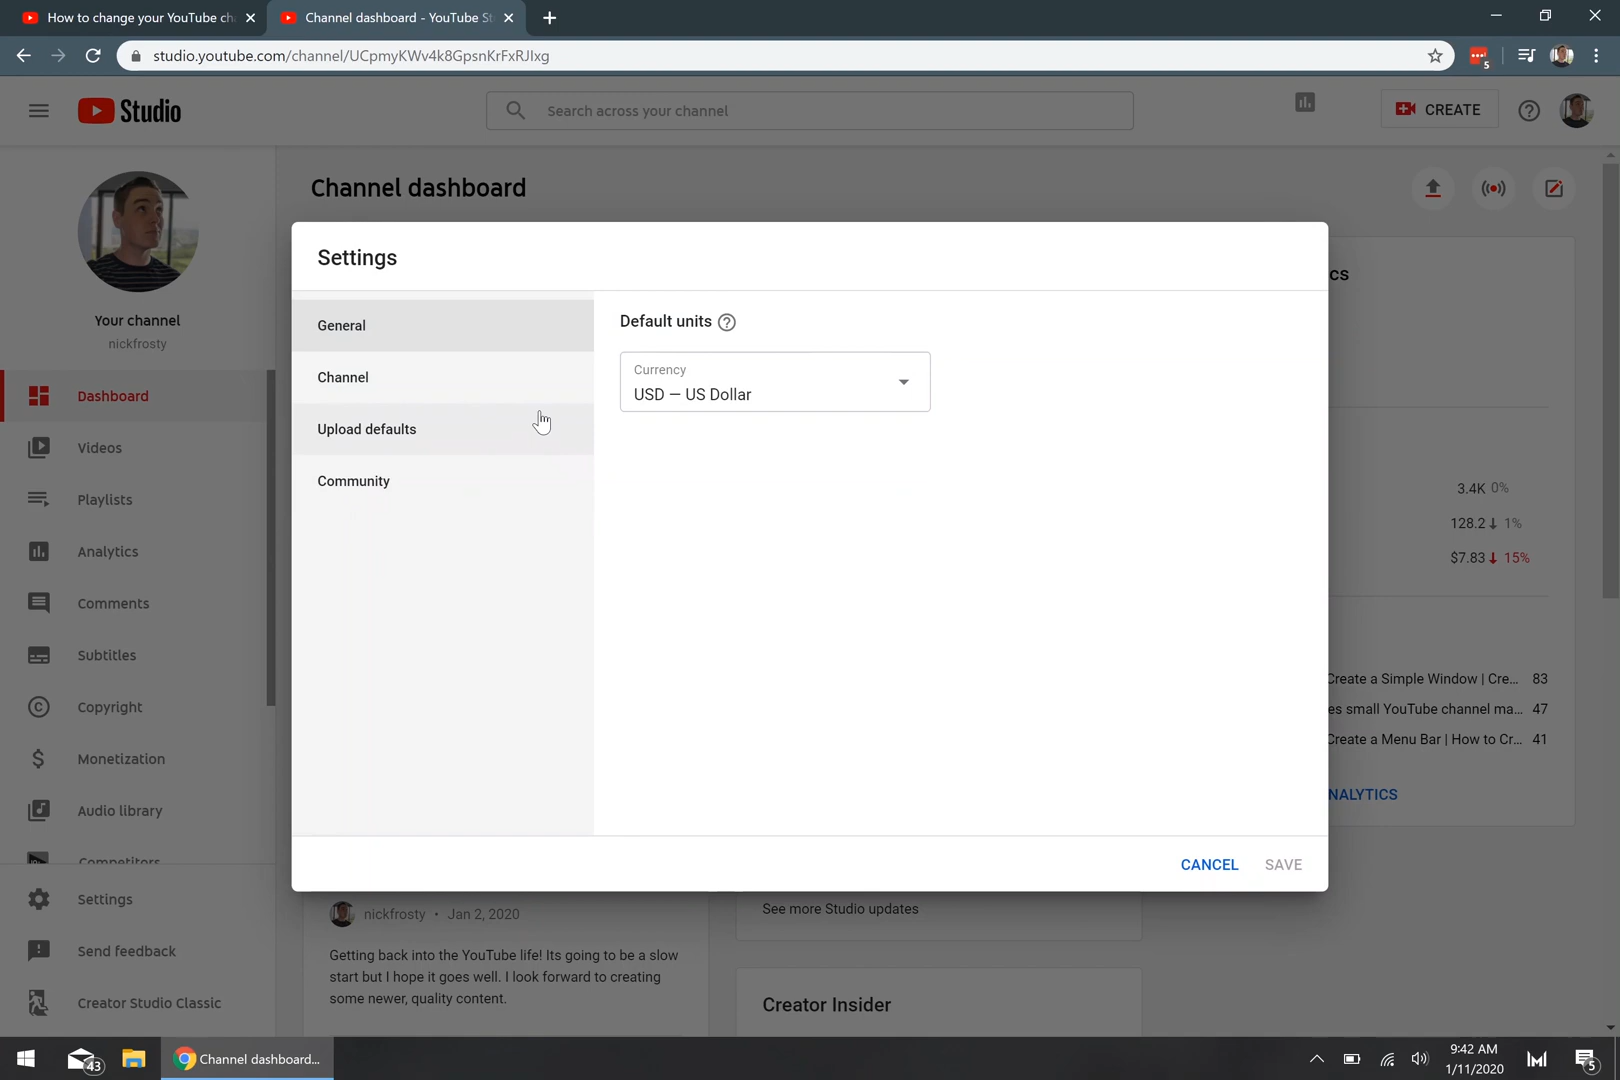 How to change your YouTube ch
Channel dashboard - YouTube St
studio.youtube.com/channel/UCpmyKWv4k8GpsnKrFxRJIxg
5
Studio
Search across your channel
CREATE
Channel dashboard
Your channel
nickfrosty
Dashboard
Videos
Playlists
Analytics
Comments
Subtitles
Copyright
Monetization
Audio library
Competitors
Settings
Send feedback
Creator Studio Classic
Settings
General
Channel
Upload defaults
Community
Default units
Currency
USD — US Dollar
CANCEL
SAVE
cs
3.4K 0%
128.2 1%
$7.83 15%
Create a Simple Window | Cre... 83
es small YouTube channel ma... 47
Create a Menu Bar | How to Cr... 41
NALYTICS
nickfrosty • Jan 2, 2020
Getting back into the YouTube life! Its going to be a slow
start but I hope it goes well. I look forward to creating
some newer, quality content.
See more Studio updates
Creator Insider
43
Channel dashboard...
9:42 AM
1/11/2020
5